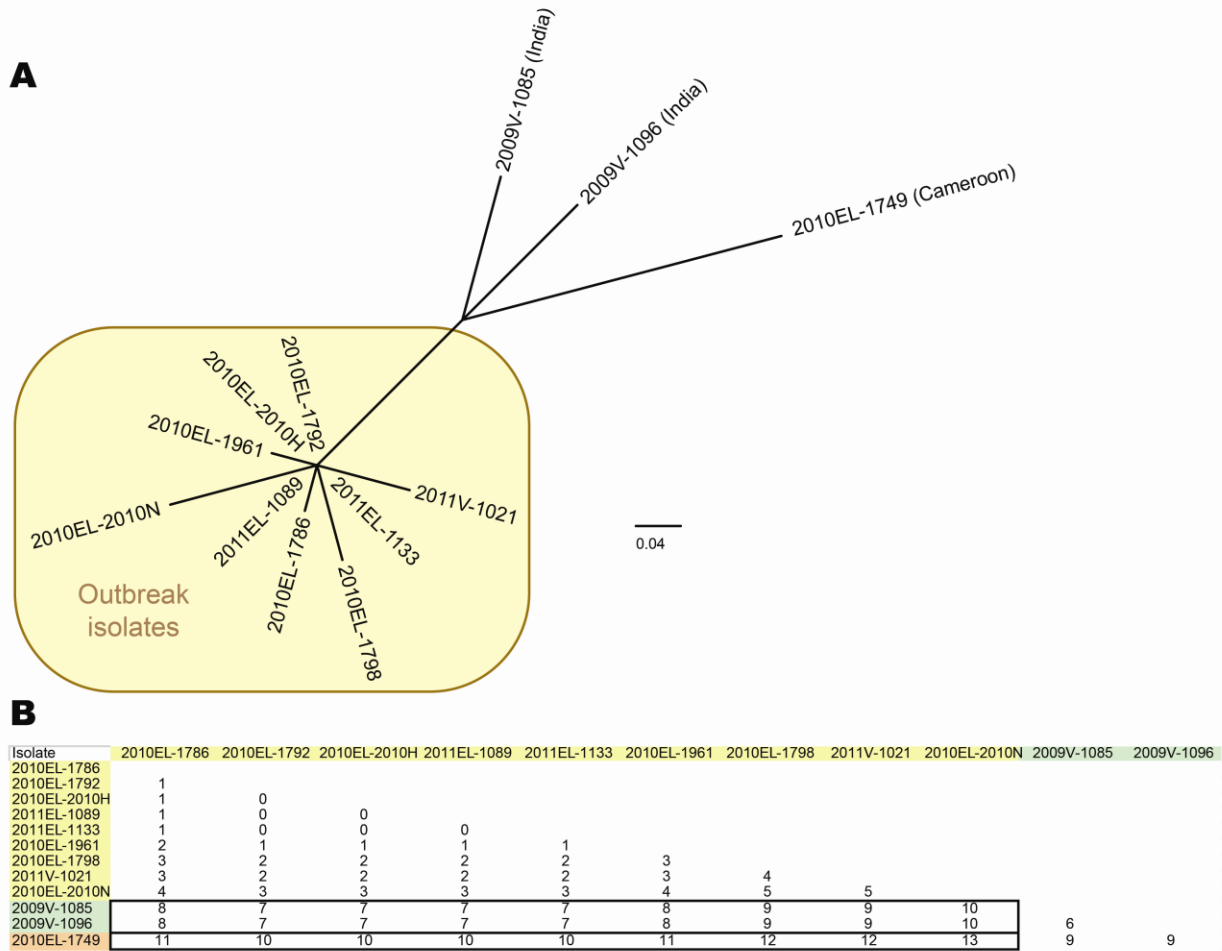 A
2009V-1085 (India)
2009V-1096 (India)
2010EL-1749 (Cameroon)
2010EL-1792
2010EL-2010H
2010EL-1961
2010EL-2010N
2011EL-1089
2010EL-1786
2010EL-1798
2011EL-1133
2011V-1021
0.04
Outbreak
isolates
B
Isolate 2010EL-1786 2010EL-1792 2010EL-2010H 2011EL-1089 2011EL-1133 2010EL-1961 2010EL-1798 2011V-1021 2010EL-2010N 2009V-1085 2009V-1096
2010EL-1786
2010EL-1792 1
2010EL-2010H 1 0
2011EL-1089 1 0 0
2011EL-1133 1 0 0 0
2010EL-1961 2 1 1 1 1
2010EL-1798 3 2 2 2 2 3
2011V-1021 3 2 2 2 2 3 4
2010EL-2010N 4 3 3 3 3 4 5 5
2009V-1085 8 7 7 7 7 8 9 9 10
2009V-1096 8 7 7 7 7 8 9 9 10 6
2010EL-1749 11 10 10 10 10 11 12 12 13 9 9